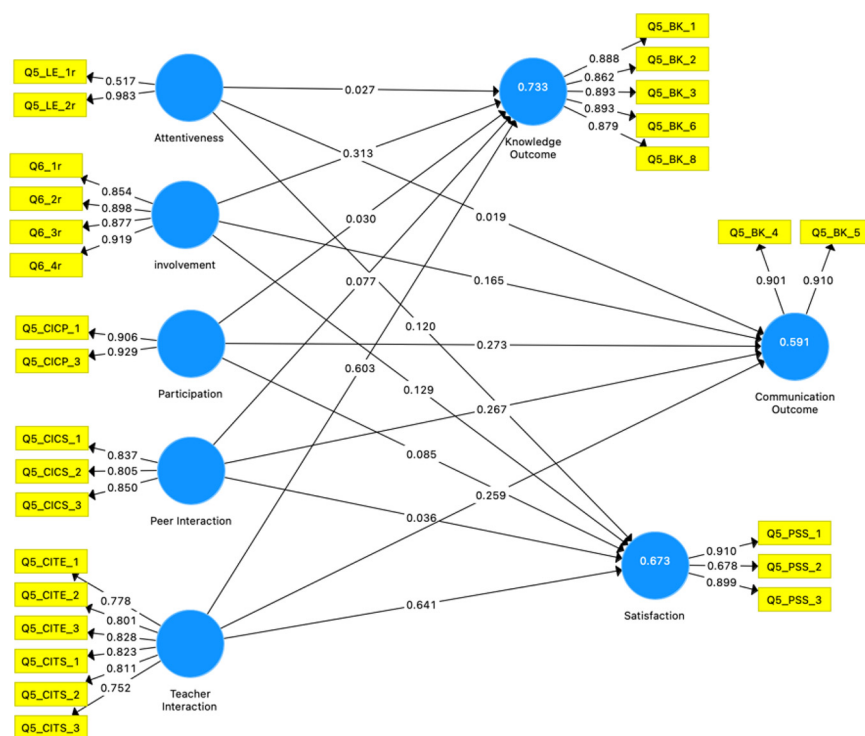 Q5_LE_1r
Q5_LE_2r
0.517
0.983
Attentiveness
Q6_1r
Q6_2r
Q6_3r
Q6_4r
0.854
0.898
0.877
0.919
involvement
Q5_CICP_1
Q5_CICP_3
0.906
0.929
Participation
Q5_CICS_1
Q5_CICS_2
Q5_CICS_3
0.837
0.805
0.850
Peer Interaction
Q5_CITE_1
Q5_CITE_2
Q5_CITE_3
Q5_CITS_1
Q5_CITS_2
Q5_CITS_3
0.778
0.801
0.828
0.823
0.811
0.752
Teacher
Interaction
0.027
0.313
0.030
0.077
0.603
0.019
0.165
0.273
0.267
0.259
0.120
0.129
0.085
0.036
0.641
0.733
Knowledge
Outcome
0.888
0.862
0.893
0.893
0.879
Q5_BK_1
Q5_BK_2
Q5_BK_3
Q5_BK_6
Q5_BK_8
Q5_BK_4
Q5_BK_5
0.901
0.910
0.591
Communication
Outcome
0.673
Satisfaction
0.910
0.678
0.899
Q5_PSS_1
Q5_PSS_2
Q5_PSS_3